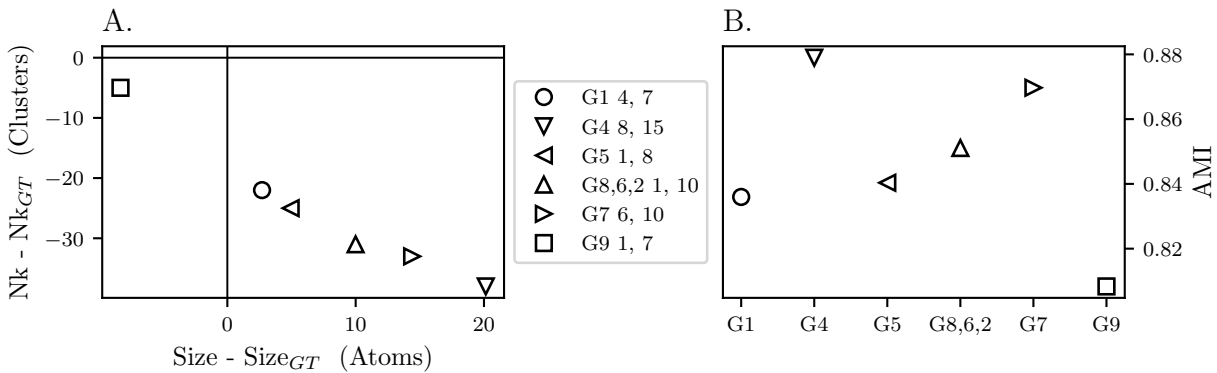 A.
Nk - Nk_GT (Clusters)
0
−10
−20
−30
0
10
20
Size - Size_GT (Atoms)
G1 4, 7
G4 8, 15
G5 1, 8
G8,6,2 1, 10
G7 6, 10
G9 1, 7
B.
0.88
0.86
0.84
0.82
AMI
G1
G4
G5
G8,6,2
G7
G9